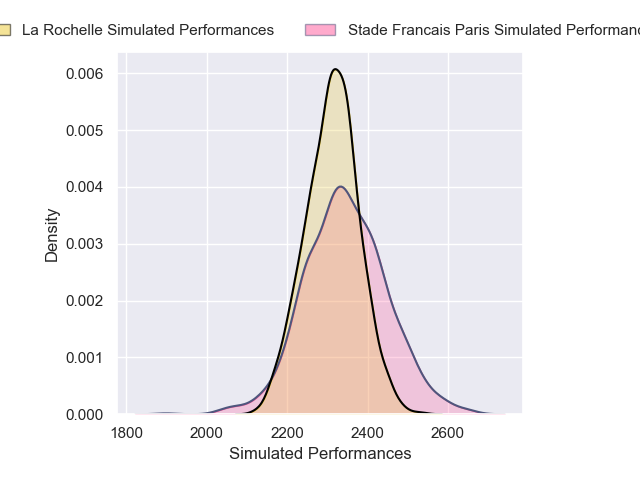 La Rochelle Simulated Performances
Stade Francais Paris Simulated
0.006
0.005
0.004
0.003
0.002
0.001
0.000
Density
1800 2000 2200 2400 2600
Simulated Performances